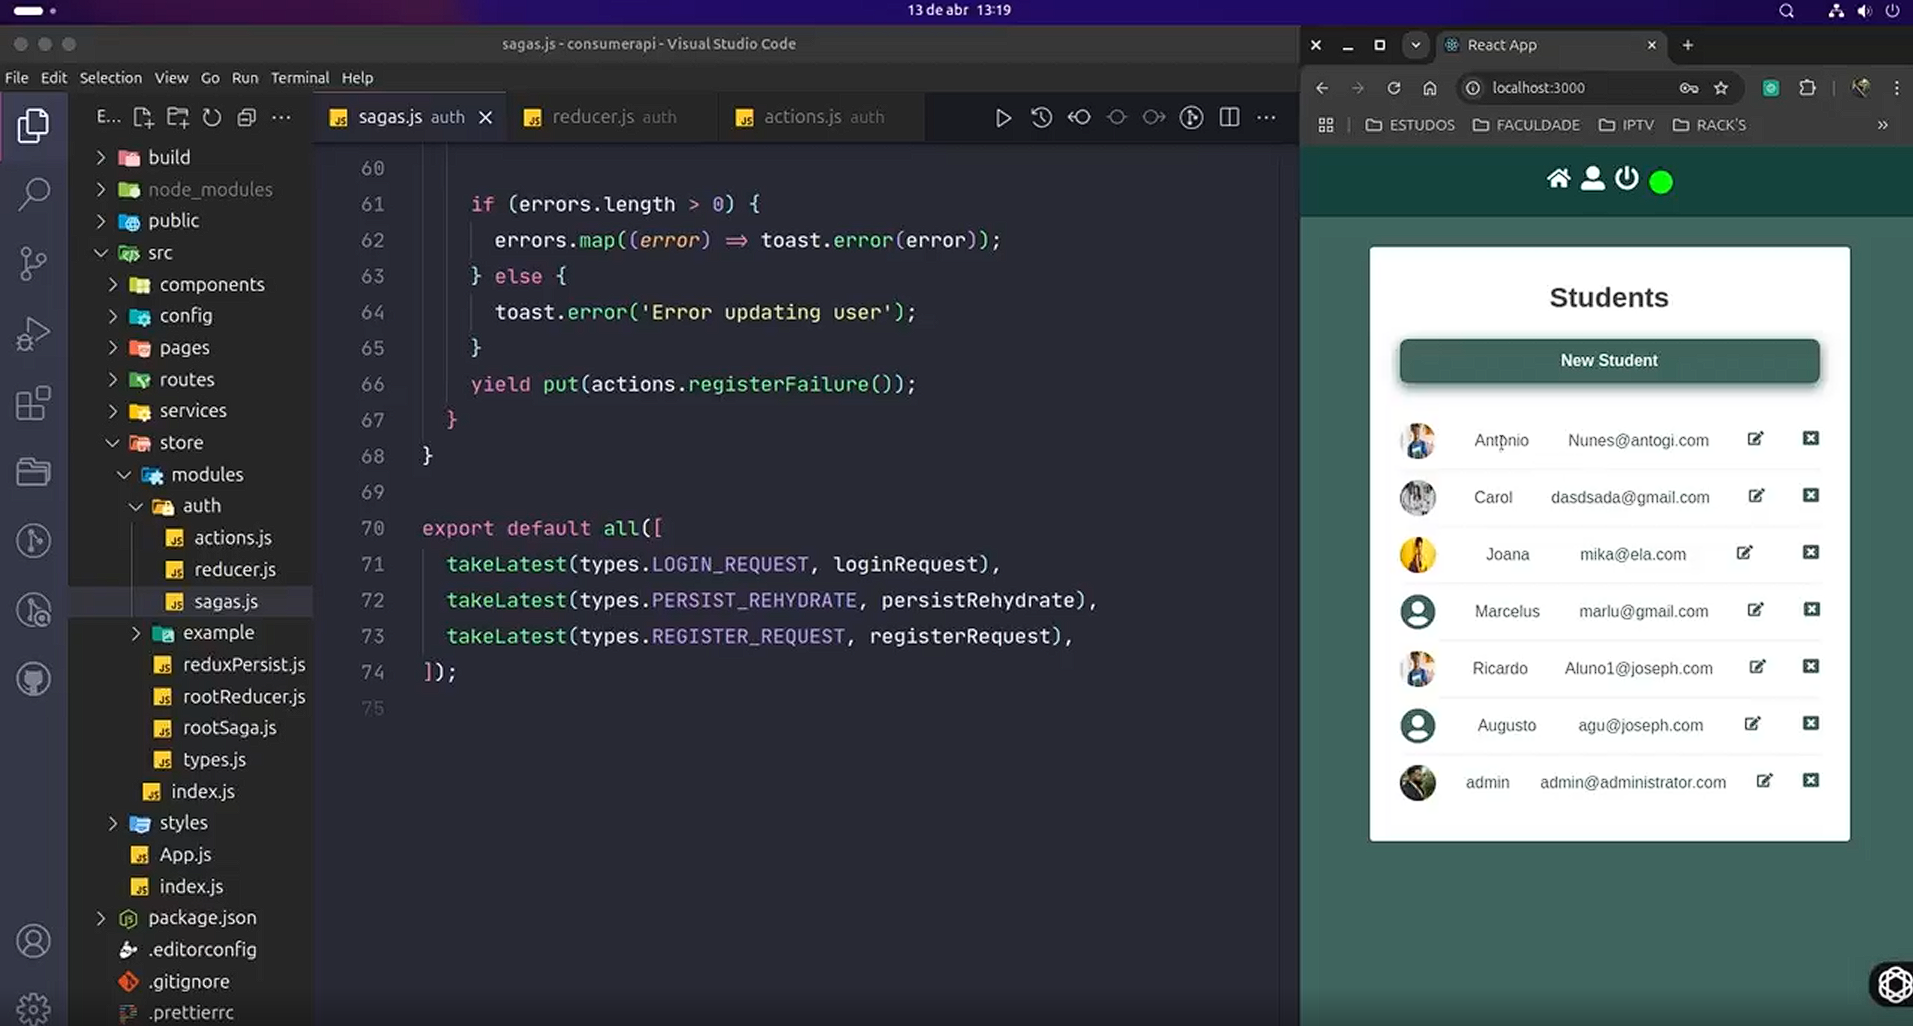 13 de abr 13:19
sagas.js - consumerapi - Visual Studio Code
File Edit Selection View Go Run Terminal Help
E...
build
node_modules
public
src
components
config
pages
routes
services
store
modules
auth
actions.js
reducer.js
sagas.js
example
reduxPersist.js
rootReducer.js
rootSaga.js
types.js
index.js
styles
App.js
index.js
package.json
.editorconfig
.gitignore
.prettierrc
sagas.js auth
reducer.js auth
actions.js auth
60
61 if (errors.length > 0) {
62 errors.map((error) => toast.error(error));
63 } else {
64 toast.error('Error updating user');
65 }
66 yield put(actions.registerFailure());
67 }
68 }
69
70 export default all([
71 takeLatest(types.LOGIN_REQUEST, loginRequest),
72 takeLatest(types.PERSIST_REHYDRATE, persistRehydrate),
73 takeLatest(types.REGISTER_REQUEST, registerRequest),
74 ]);
75
React App
localhost:3000
ESTUDOS FACULDADE IPTV RACK'S
Students
New Student
Antonio Nunes@antogi.com
Carol dasdsada@gmail.com
Joana mika@ela.com
Marcelus marlu@gmail.com
Ricardo Aluno1@joseph.com
Augusto agu@joseph.com
admin admin@administrator.com